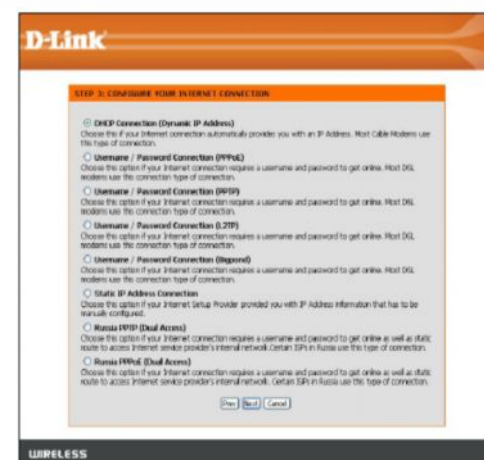 D-Link
STEP 3: CONFIGURE YOUR INTERNET CONNECTION
DHCP Connection (Dynamic IP Address)
Choose this if your Internet connection automatically provides you with an IP Address. Most Cable Modems use
this type of connection.
Username / Password Connection (PPPoE)
Choose this option if your Internet connection requires a username and password to get online. Most DSL
modems use this connection type of connection.
Username / Password Connection (PPTP)
Choose this option if your Internet connection requires a username and password to get online. Most DSL
modems use this connection type of connection.
Username / Password Connection (L2TP)
Choose this option if your Internet connection requires a username and password to get online. Most DSL
modems use this connection type of connection.
Username / Password Connection (Bigpond)
Choose this option if your Internet connection requires a username and password to get online. Most DSL
modems use this connection type of connection.
Static IP Address Connection
Choose this option if your Internet Setup Provider provided you with IP Address information that has to be
manually configured.
Russia PPTP (Dual Access)
Choose this option if your Internet connection requires a username and password to get online as well as static
route to access Internet service provider's internal network. Certain ISPs in Russia use this type of connection.
Russia PPPoE (Dual Access)
Choose this option if your Internet connection requires a username and password to get online as well as static
route to access Internet service provider's internal network. Certain ISPs in Russia use this type of connection.
Prev Next Cancel
WIRELESS